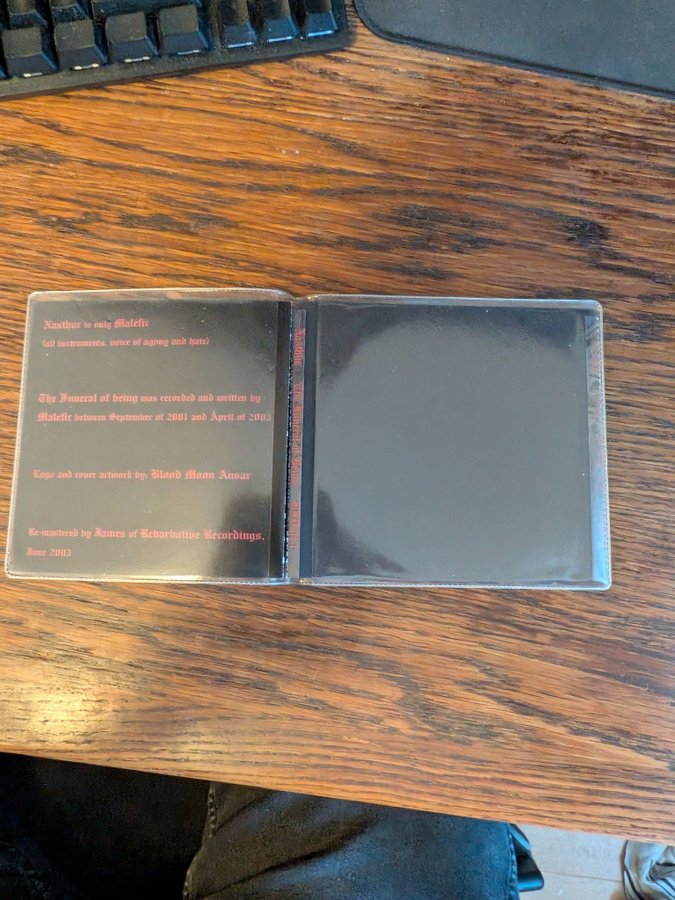 Xasthur is only Malefic
(all instruments, voice of agony and hate)
The Funeral of being was recorded and written by
Malefic between September of 2001 and April of 2003
Logo and cover artwork by: Blood Moon Ausar
Re-mastered by James of Rebarbative Recordings,
June 2003
Xasthur